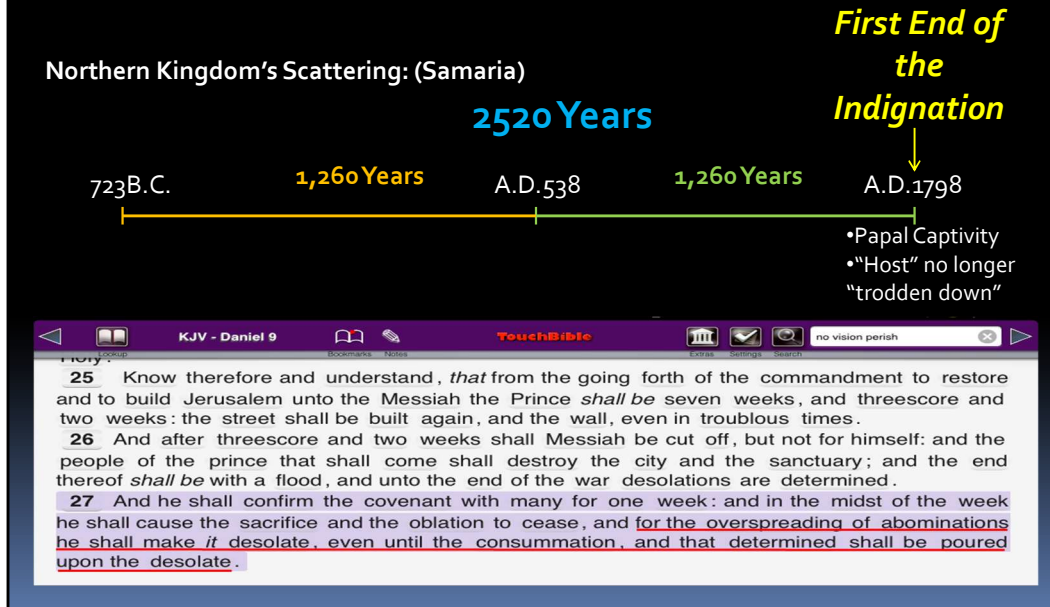 First End of
the
Indignation
Northern Kingdom's Scattering: (Samaria)
2520 Years
723B.C.
1,260 Years
A.D.538
1,260 Years
A.D.1798
•Papal Captivity
•"Host" no longer
"trodden down"
KJV - Daniel 9
TouchBible
no vision perish
Lookup
Bookmarks
Notes
Extras
Settings
Search
Holy.
25 Know therefore and understand, that from the going forth of the commandment to restore
and to build Jerusalem unto the Messiah the Prince shall be seven weeks, and threescore and
two weeks: the street shall be built again, and the wall, even in troublous times.
26 And after threescore and two weeks shall Messiah be cut off, but not for himself: and the
people of the prince that shall come shall destroy the city and the sanctuary; and the end
thereof shall be with a flood, and unto the end of the war desolations are determined.
27 And he shall confirm the covenant with many for one week: and in the midst of the week
he shall cause the sacrifice and the oblation to cease, and for the overspreading of abominations
he shall make it desolate, even until the consummation, and that determined shall be poured
upon the desolate.